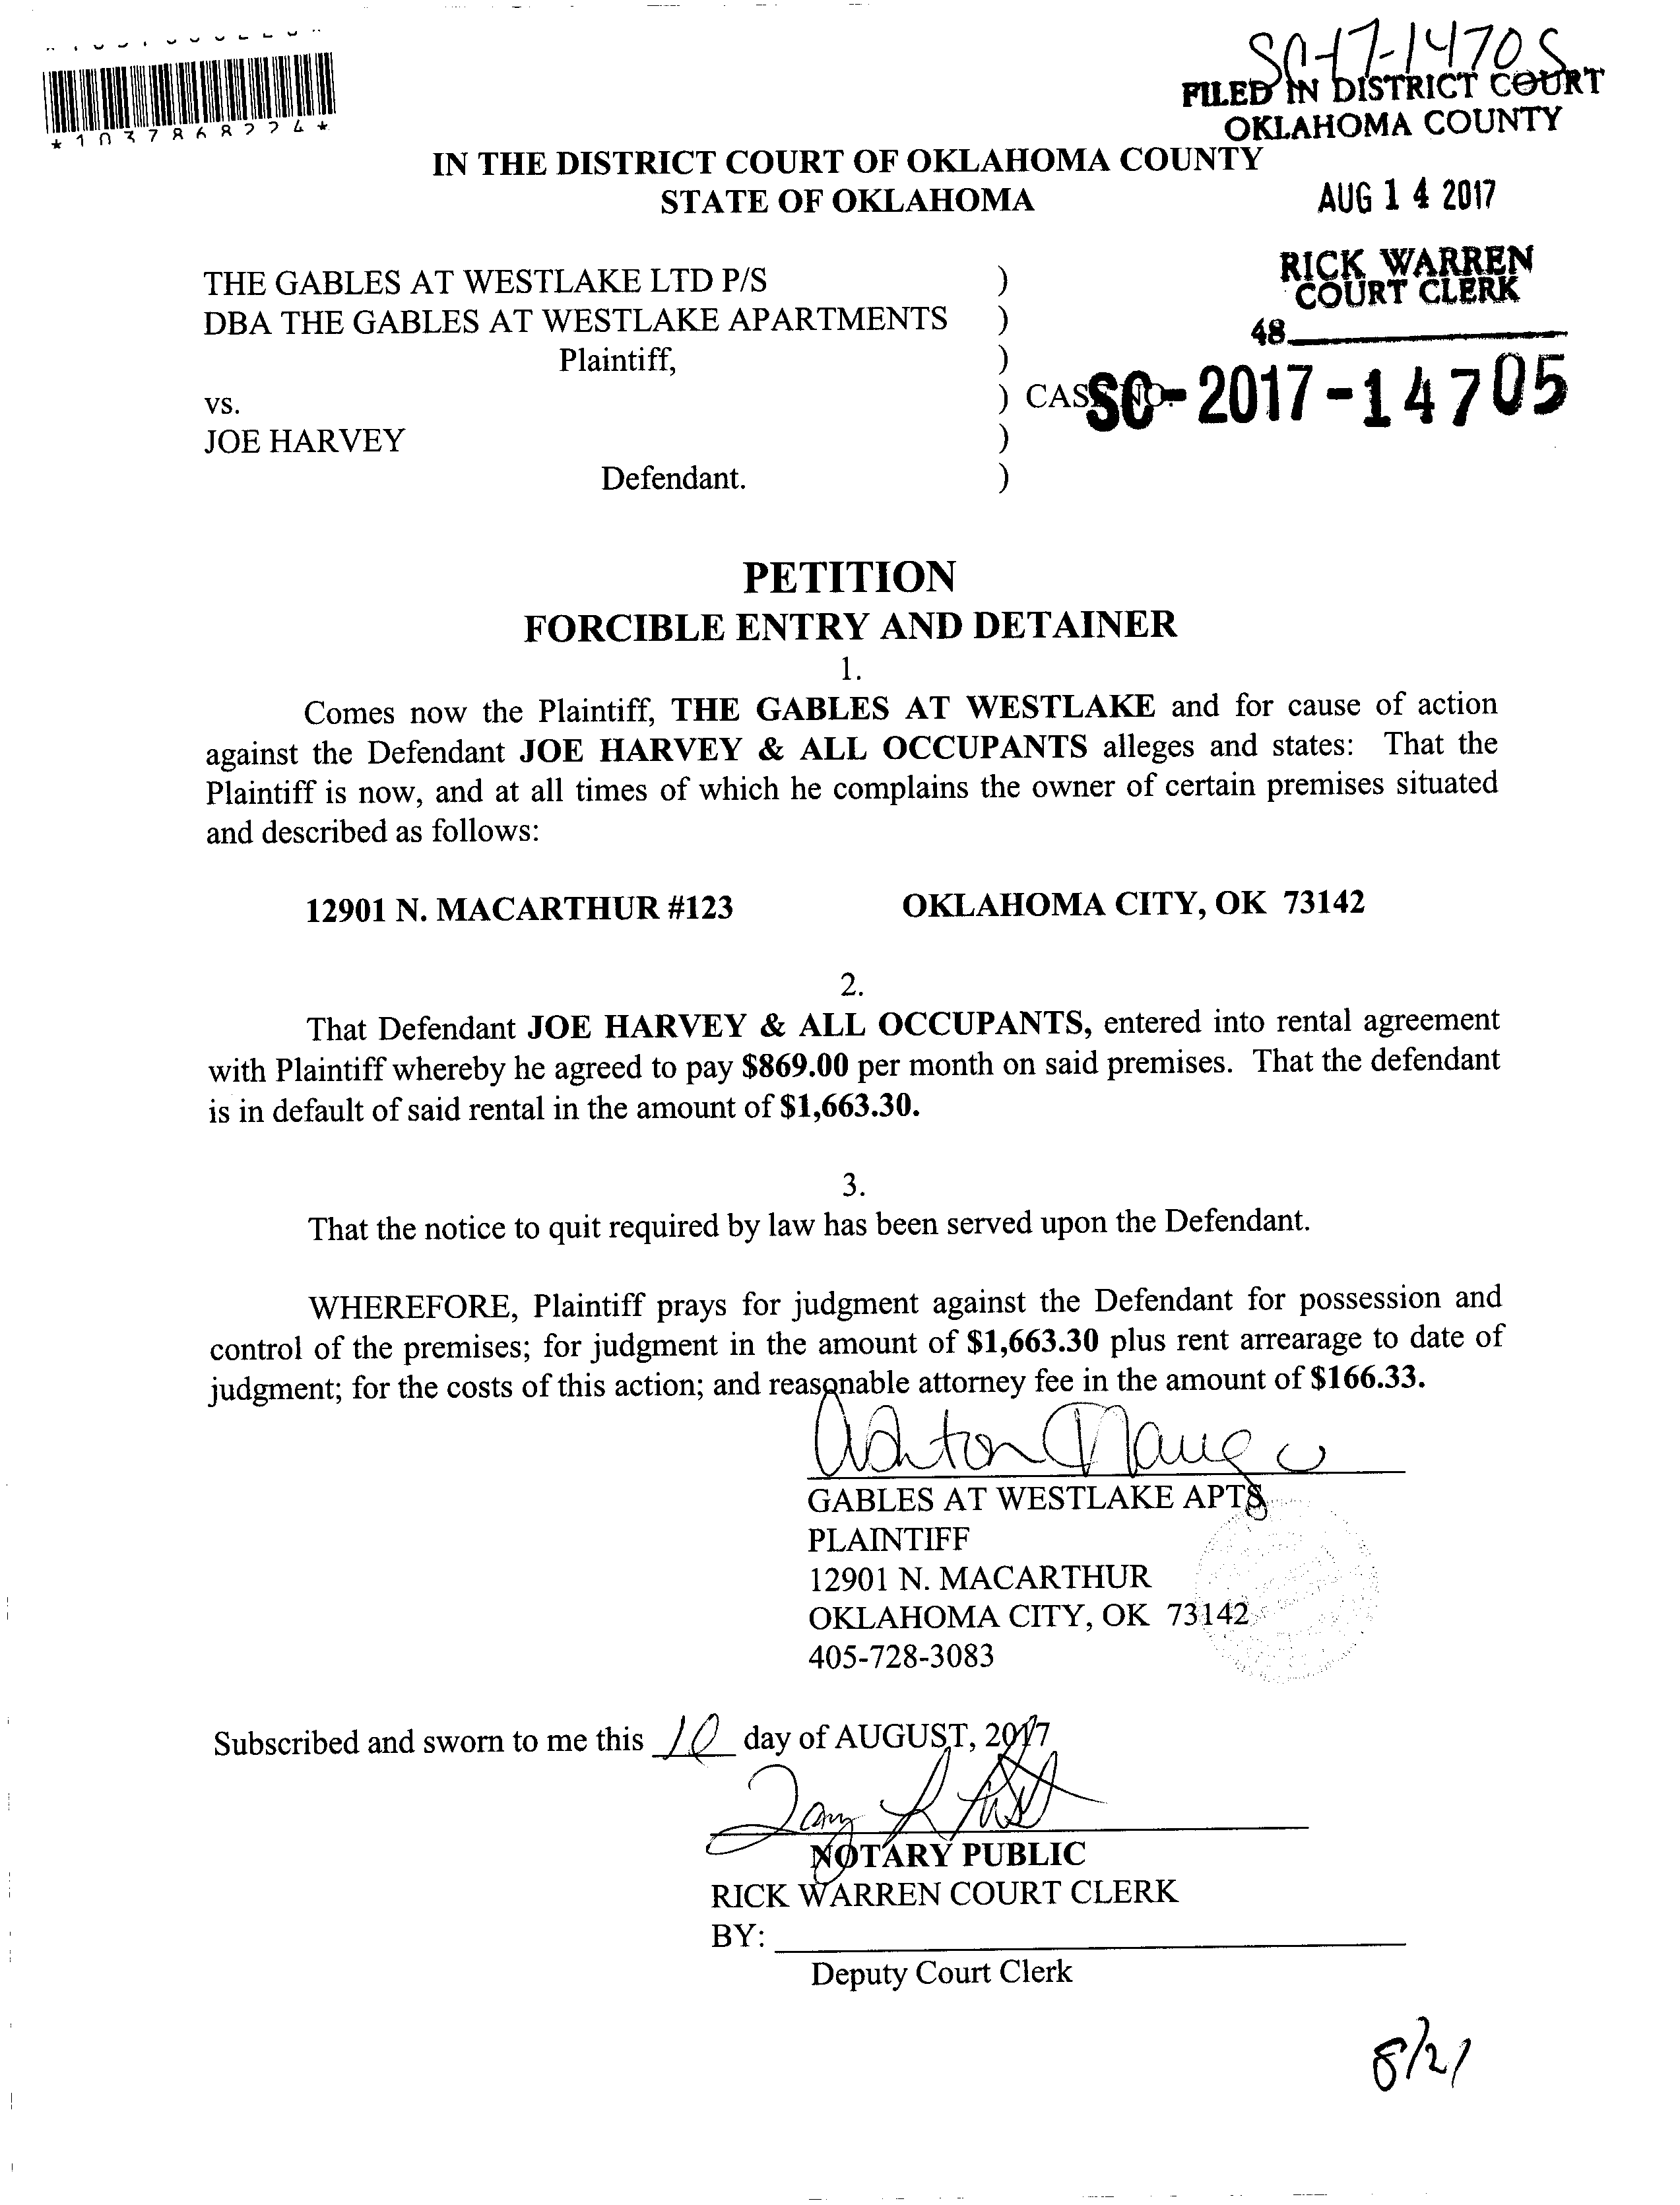 SC-17-14705
FILED IN DISTRICT COURT
OKLAHOMA COUNTY
*1037868224*
IN THE DISTRICT COURT OF OKLAHOMA COUNTY
STATE OF OKLAHOMA
AUG 14 2017
RICK WARREN
COURT CLERK
48
THE GABLES AT WESTLAKE LTD P/S )
DBA THE GABLES AT WESTLAKE APARTMENTS )
Plaintiff, )
vs. ) CASE NO. SC-2017-14705
JOE HARVEY )
Defendant. )
PETITION
FORCIBLE ENTRY AND DETAINER
1.
Comes now the Plaintiff, THE GABLES AT WESTLAKE and for cause of action
against the Defendant JOE HARVEY & ALL OCCUPANTS alleges and states: That the
Plaintiff is now, and at all times of which he complains the owner of certain premises situated
and described as follows:
12901 N. MACARTHUR #123 OKLAHOMA CITY, OK 73142
2.
That Defendant JOE HARVEY & ALL OCCUPANTS, entered into rental agreement
with Plaintiff whereby he agreed to pay $869.00 per month on said premises. That the defendant
is in default of said rental in the amount of $1,663.30.
3.
That the notice to quit required by law has been served upon the Defendant.
WHEREFORE, Plaintiff prays for judgment against the Defendant for possession and
control of the premises; for judgment in the amount of $1,663.30 plus rent arrearage to date of
judgment; for the costs of this action; and reasonable attorney fee in the amount of $166.33.
GABLES AT WESTLAKE APTS
PLAINTIFF
12901 N. MACARTHUR
OKLAHOMA CITY, OK 73142
405-728-3083
Subscribed and sworn to me this 10 day of AUGUST, 2017
NOTARY PUBLIC
RICK WARREN COURT CLERK
BY:
Deputy Court Clerk
8/21